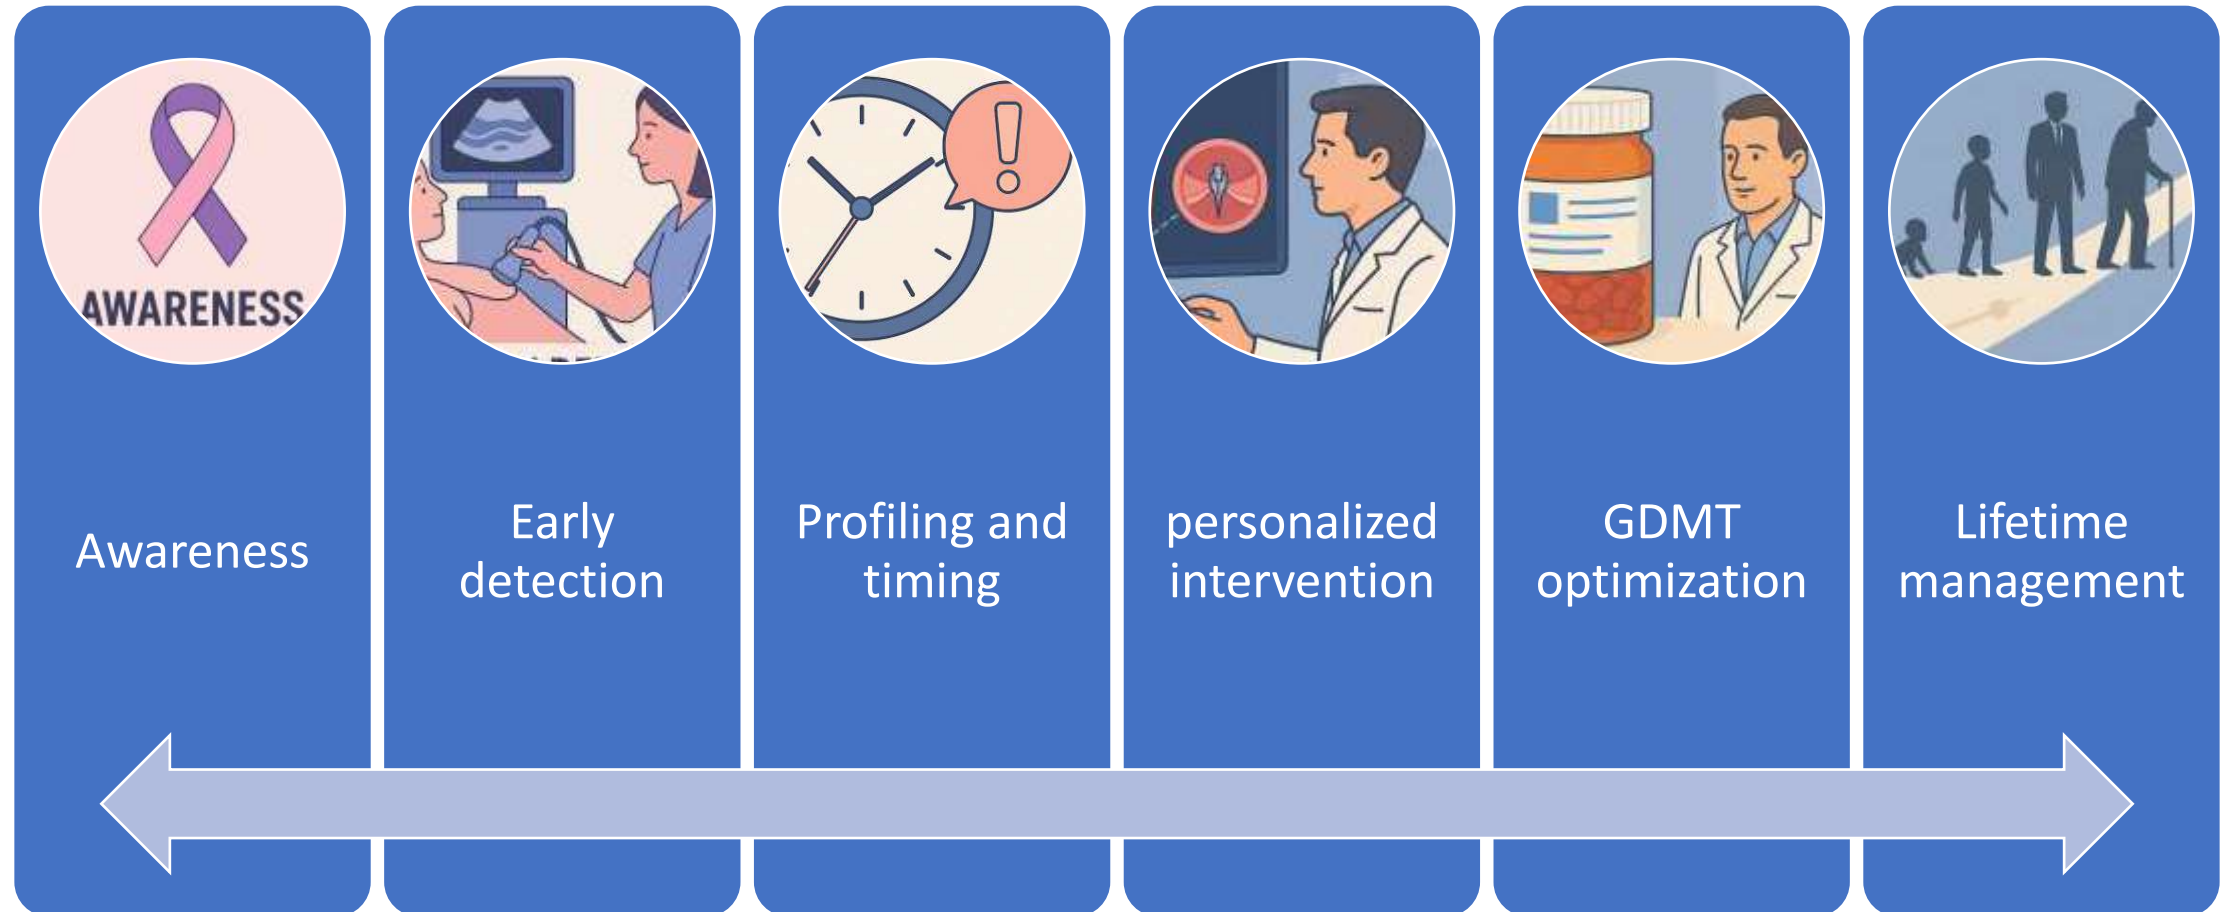 AWARENESS
Awareness
Early
detection
Profiling and
timing
personalized
intervention
GDMT
optimization
Lifetime
management